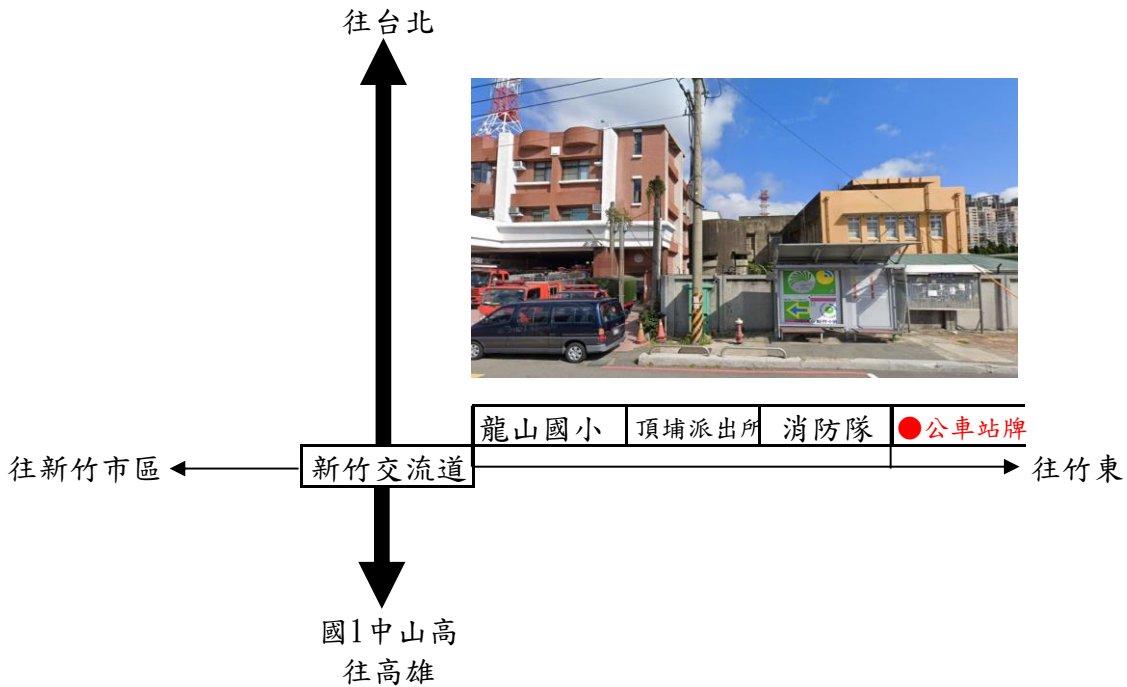 往台北
龍山國小 頂埔派出所 消防隊 ●公車站牌
往新竹市區 新竹交流道 往竹東
國1中山高
往高雄